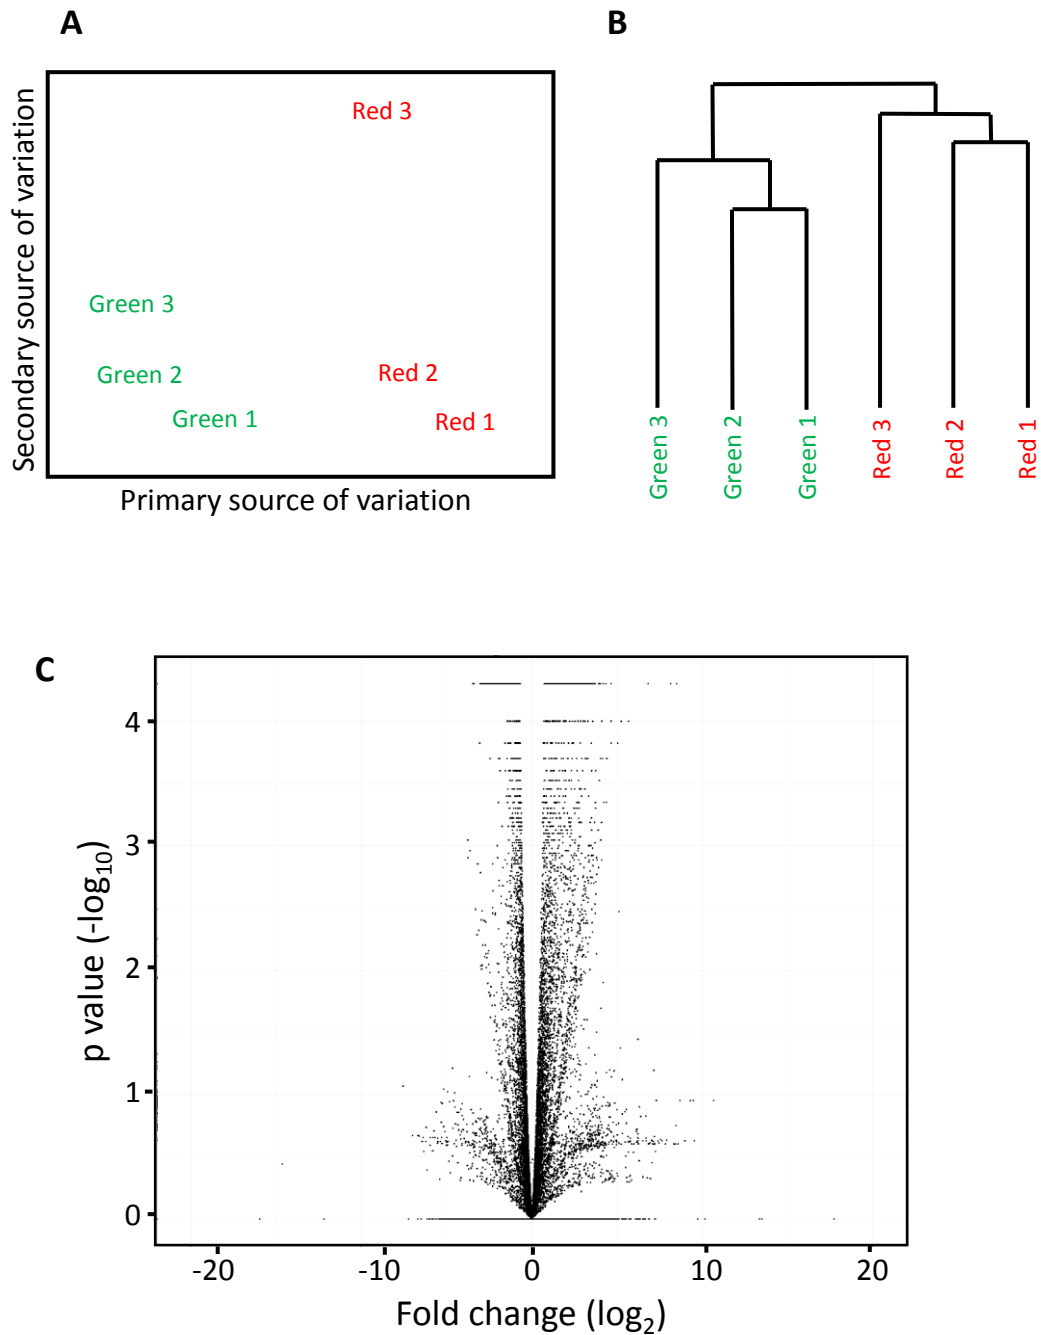 A
B
Secondary source of variation
Red 3
Green 3
Green 2
Red 2
Green 1
Red 1
Primary source of variation
Green 3
Green 2
Green 1
Red 3
Red 2
Red 1
C
p value (-log10)
4
3
2
1
0
-20 -10 0 10 20
Fold change (log2)